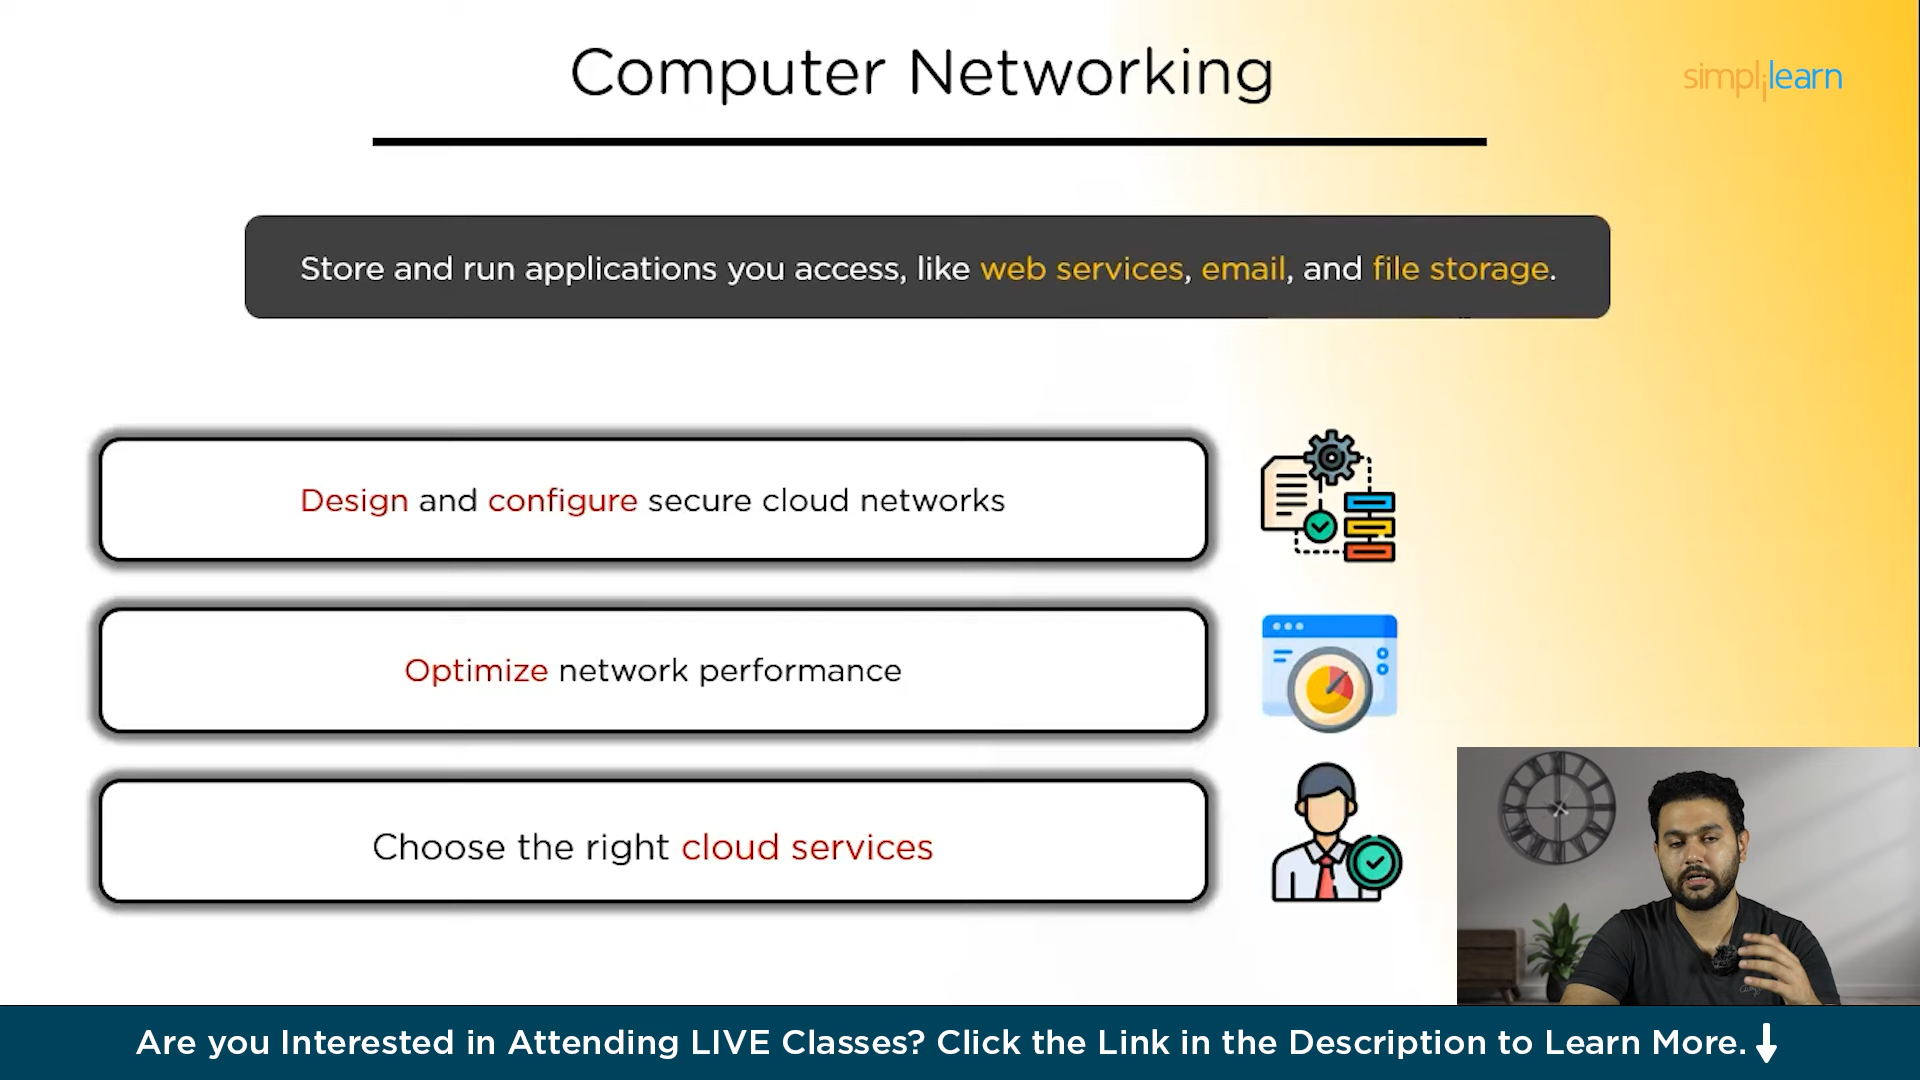 Computer Networking
simplilearn
Store and run applications you access, like web services, email, and file storage.
Design and configure secure cloud networks
Optimize network performance
Choose the right cloud services
Are you Interested in Attending LIVE Classes? Click the Link in the Description to Learn More.